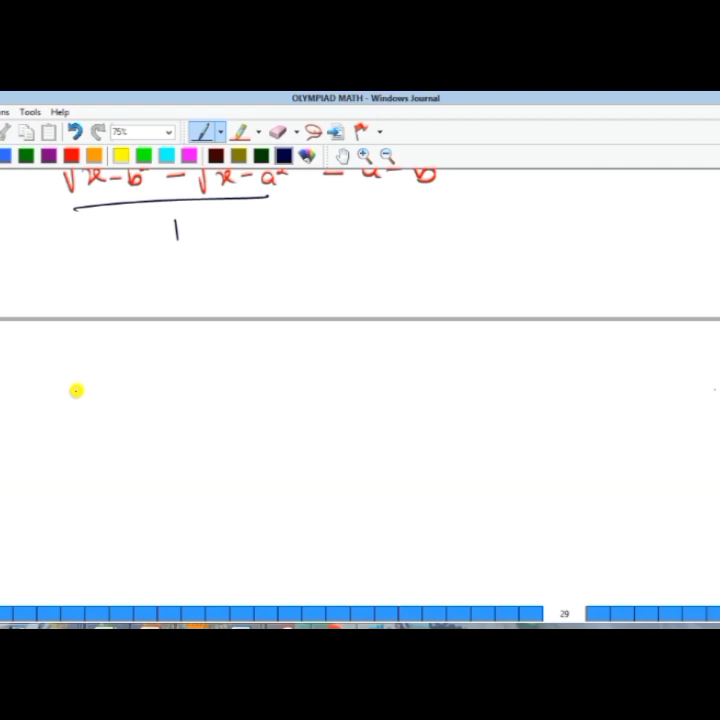 OLYMPIAD MATH - Windows Journal
Tools Help
75%
√x-b² - √x-a² = a-b
1
29